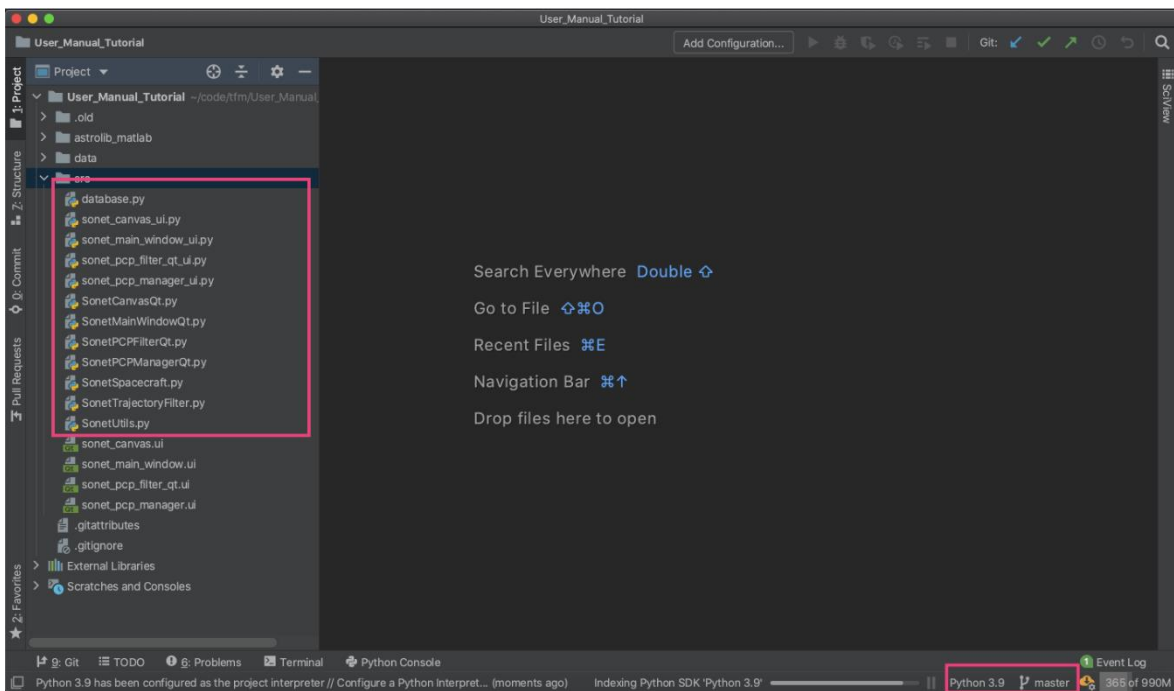 User_Manual_Tutorial
User_Manual_Tutorial
Add Configuration...
Git:
1: Project
Project
User_Manual_Tutorial ~/code/tfm/User_Manual_
.old
astrolib_matlab
data
src
database.py
sonet_canvas_ui.py
sonet_main_window_ui.py
sonet_pcp_filter_qt_ui.py
sonet_pcp_manager_ui.py
SonetCanvasQt.py
SonetMainWindowQt.py
SonetPCPFilterQt.py
SonetPCPManagerQt.py
SonetSpacecraft.py
SonetTrajectoryFilter.py
SonetUtils.py
sonet_canvas.ui
sonet_main_window.ui
sonet_pcp_filter_qt.ui
sonet_pcp_manager.ui
.gitattributes
.gitignore
External Libraries
Scratches and Consoles
Z: Structure
0: Commit
Pull Requests
2: Favorites
Search Everywhere Double ⇧
Go to File ⇧⌘O
Recent Files ⌘E
Navigation Bar ⌘↑
Drop files here to open
SciView
9: Git
TODO
6: Problems
Terminal
Python Console
1 Event Log
Python 3.9 has been configured as the project interpreter // Configure a Python Interpret... (moments ago)
Indexing Python SDK 'Python 3.9'
Python 3.9
master
365 of 990M